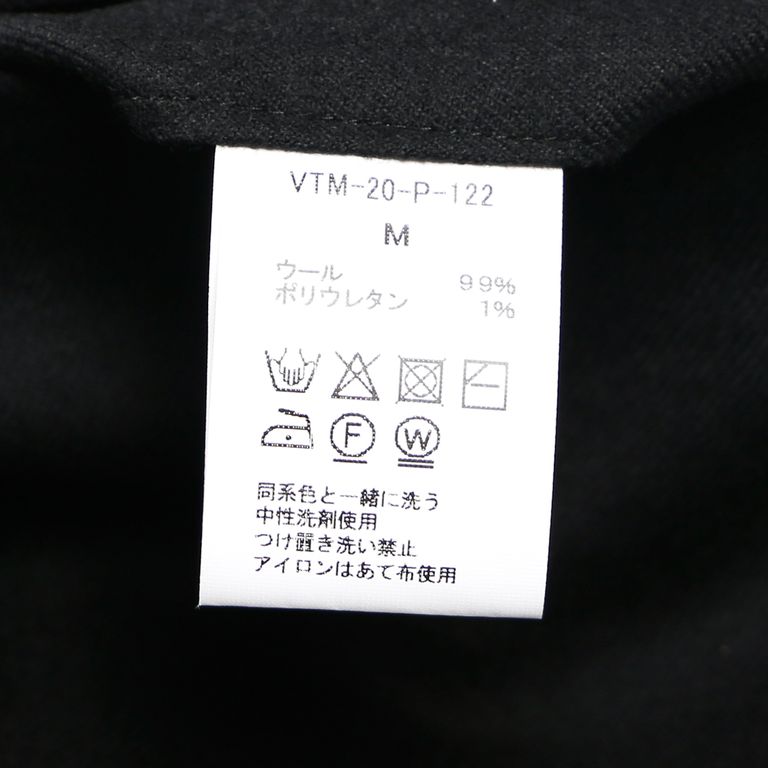 VTM-20-P-122
M
ウール 99%
ポリウレタン 1%
F W
同系色と一緒に洗う
中性洗剤使用
つけ置き洗い禁止
アイロンはあて布使用